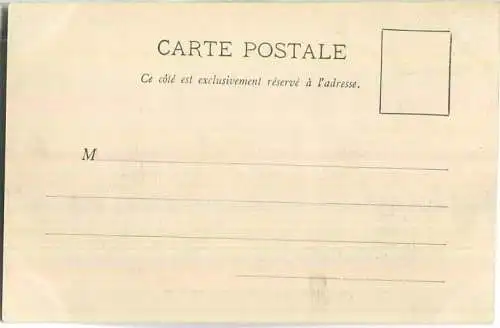 CARTE POSTALE
Ce côté est exclusivement réservé à l'adresse.
M